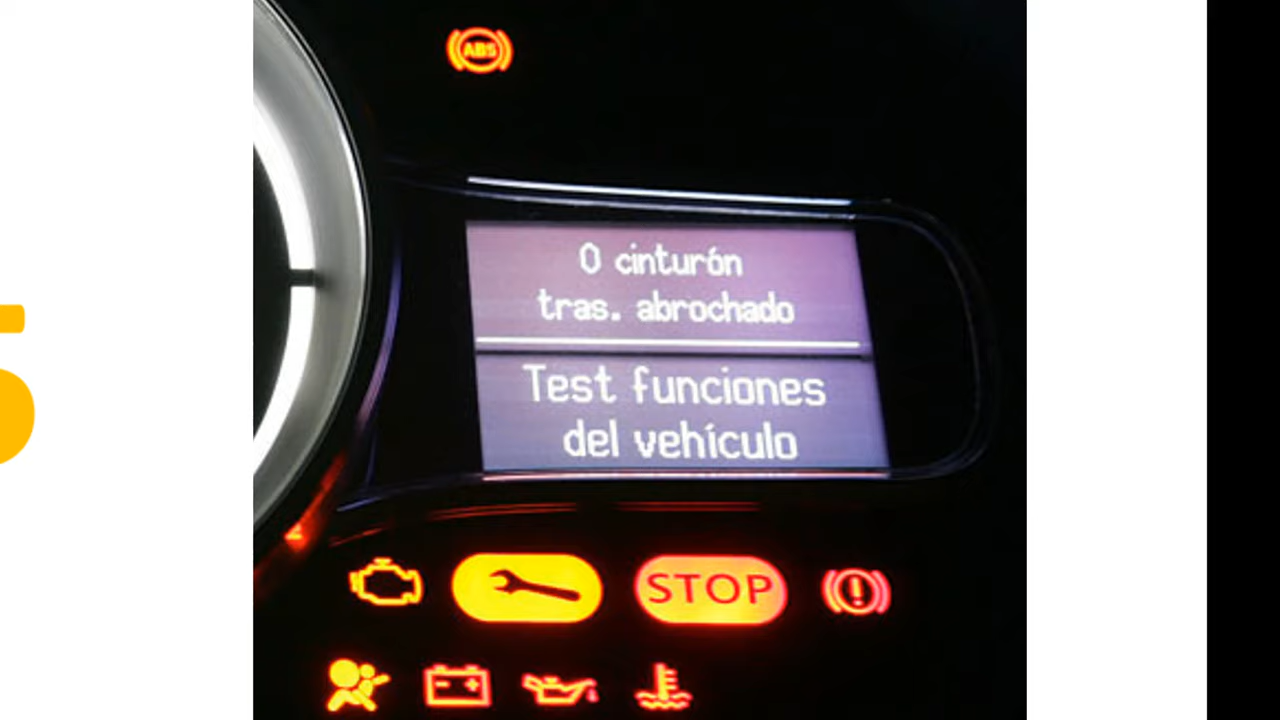 ABS
0 cinturón
tras. abrochado
Test funciones
del vehículo
STOP